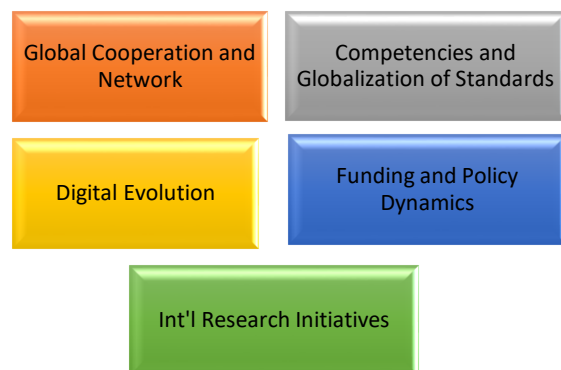 Global Cooperation and
Network
Competencies and
Globalization of Standards
Digital Evolution
Funding and Policy
Dynamics
Int'l Research Initiatives